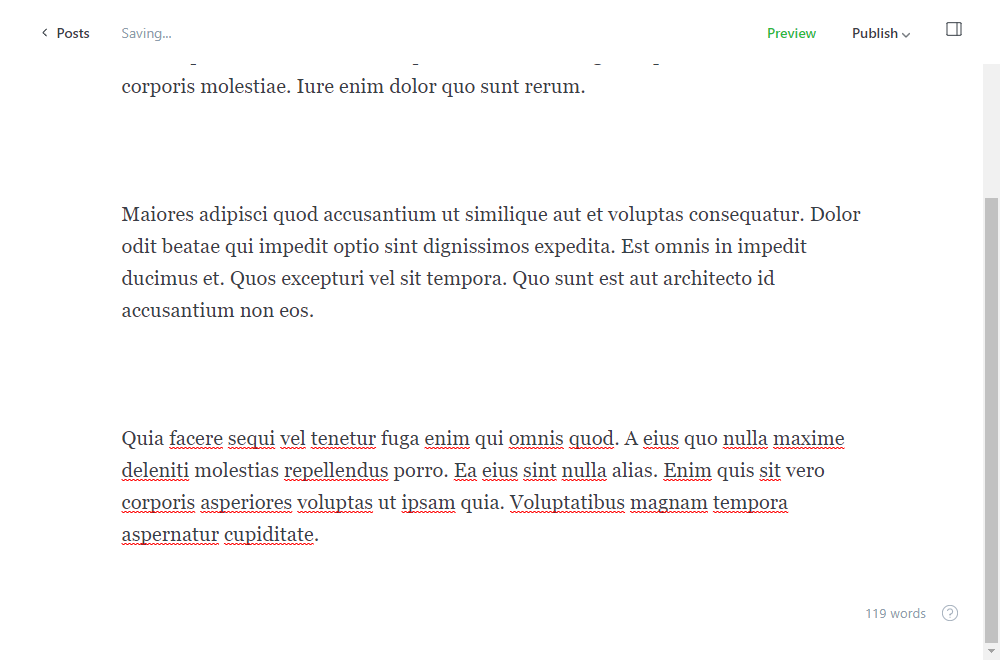 Posts
Saving...
Preview
Publish
corporis molestiae. Iure enim dolor quo sunt rerum.
Maiores adipisci quod accusantium ut similique aut et voluptas consequatur. Dolor
odit beatae qui impedit optio sint dignissimos expedita. Est omnis in impedit
ducimus et. Quos excepturi vel sit tempora. Quo sunt est aut architecto id
accusantium non eos.
Quia facere sequi vel tenetur fuga enim qui omnis quod. A eius quo nulla maxime
deleniti molestias repellendus porro. Ea eius sint nulla alias. Enim quis sit vero
corporis asperiores voluptas ut ipsam quia. Voluptatibus magnam tempora
aspernatur cupiditate.
119 words
?